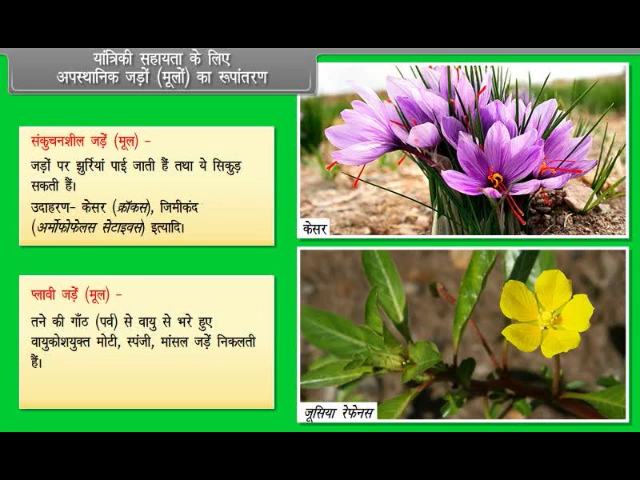 यांत्रिकी सहायता के लिए
अपस्थानिक जड़ों (मूलों) का रूपांतरण
संकुचनशील जड़ें (मूल) -
जड़ों पर झुर्रियां पाई जाती हैं तथा ये सिकुड़
सकती हैं।
उदाहरण- केसर (क्रॉकस), जिमीकंद
(अर्मोफोफेलस सेटाइवस) इत्यादि।
केसर
प्लावी जड़ें (मूल) -
तने की गाँठ (पर्व) से वायु से भरे हुए
वायुकोशयुक्त मोटी, स्पंजी, मांसल जड़ें निकलती
हैं।
जूसिया रेफेनस